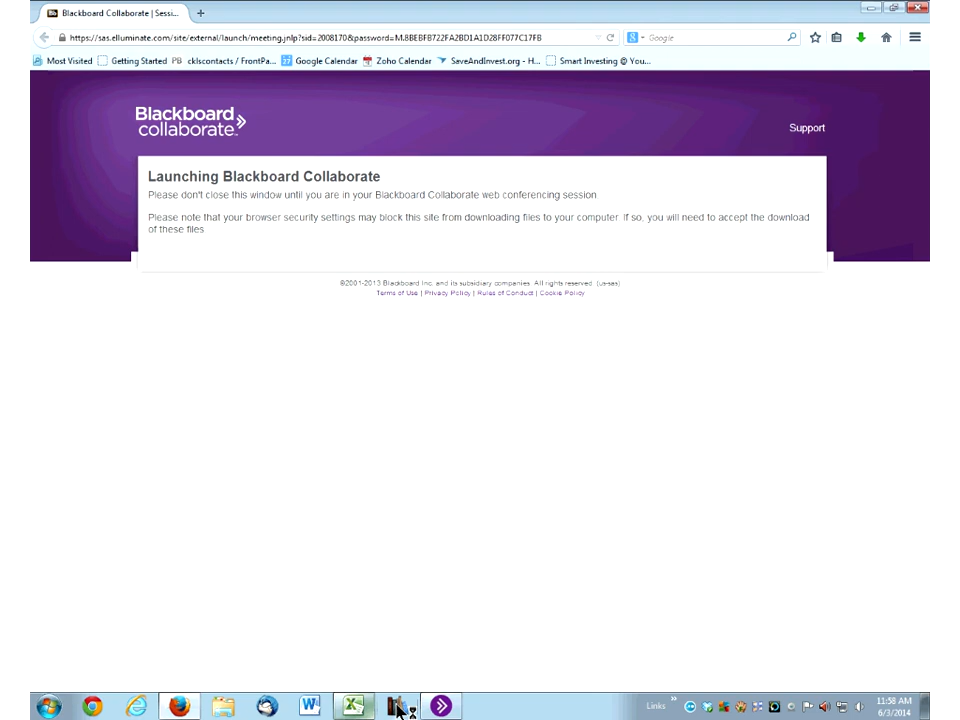 Blackboard Collaborate | Sessi...
https://sas.elluminate.com/site/external/launch/meeting.jnlp?sid=2008170&password=M.8BEBFB722FA2BD1A1D28FF077C17FB
Google
Most Visited Getting Started PB cklscontacts / FrontPa... 27 Google Calendar Zoho Calendar SaveAndInvest.org - H... Smart Investing @ You...
Blackboard
collaborate™
Support
Launching Blackboard Collaborate
Please don't close this window until you are in your Blackboard Collaborate web conferencing session
Please note that your browser security settings may block this site from downloading files to your computer. If so, you will need to accept the download
of these files
©2001-2013 Blackboard Inc. and its subsidiary companies. All rights reserved. (us-sas)
Terms of Use | Privacy Policy | Rules of Conduct | Cookie Policy
Links
11:58 AM
6/3/2014